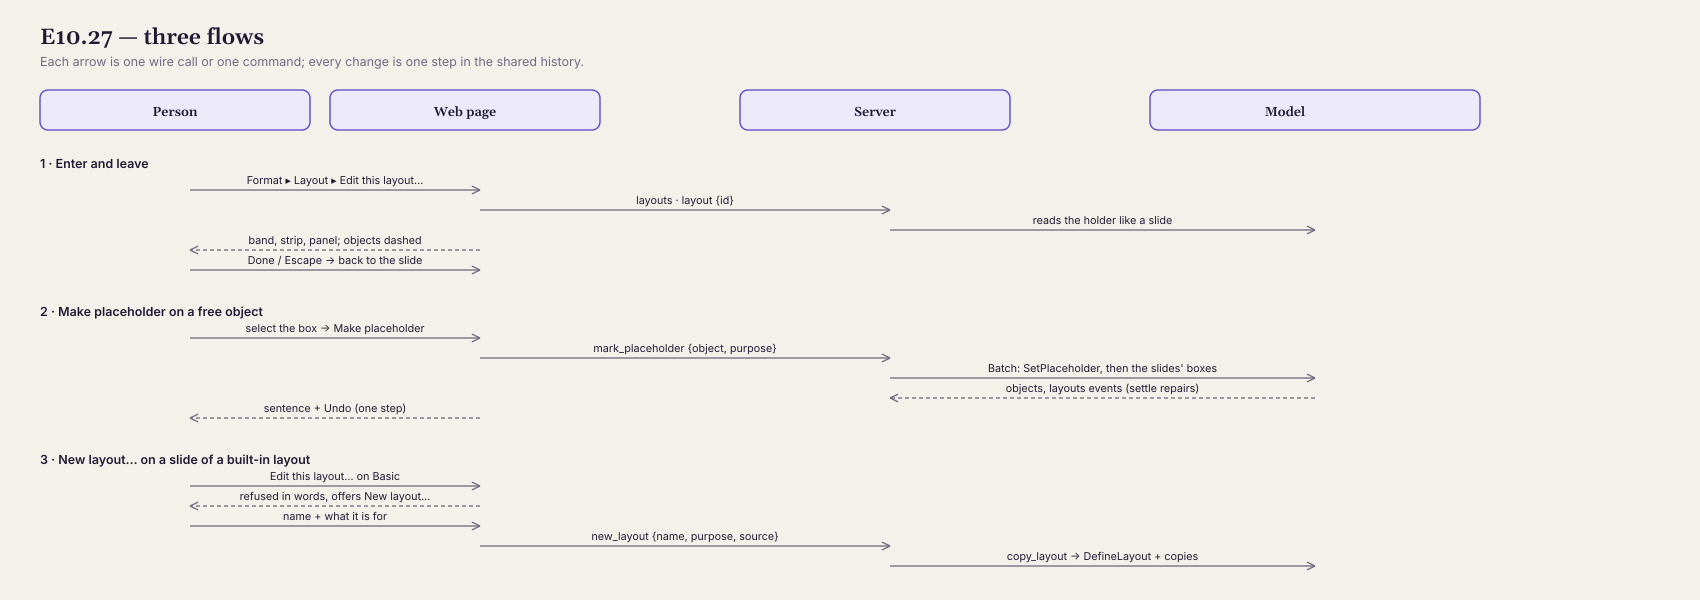 E10.27 — three flows
Each arrow is one wire call or one command; every change is one step in the shared history.
Person
Web page
Server
Model
1 · Enter and leave
Format ▸ Layout ▸ Edit this layout…
layouts · layout {id}
reads the holder like a slide
band, strip, panel; objects dashed
Done / Escape → back to the slide
2 · Make placeholder on a free object
select the box → Make placeholder
mark_placeholder {object, purpose}
Batch: SetPlaceholder, then the slides' boxes
objects, layouts events (settle repairs)
sentence + Undo (one step)
3 · New layout… on a slide of a built-in layout
Edit this layout… on Basic
refused in words, offers New layout…
name + what it is for
new_layout {name, purpose, source}
copy_layout → DefineLayout + copies